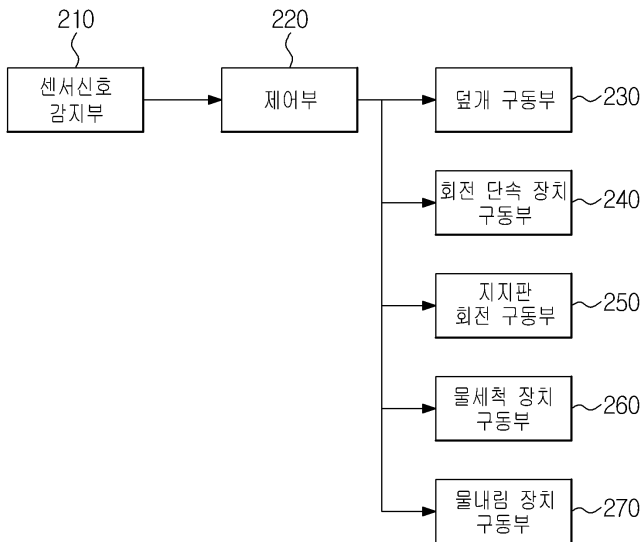 210
센서신호
감지부
220
제어부
덮개 구동부
230
회전 단속 장치
구동부
240
지지판
회전 구동부
250
물세척 장치
구동부
260
물내림 장치
구동부
270